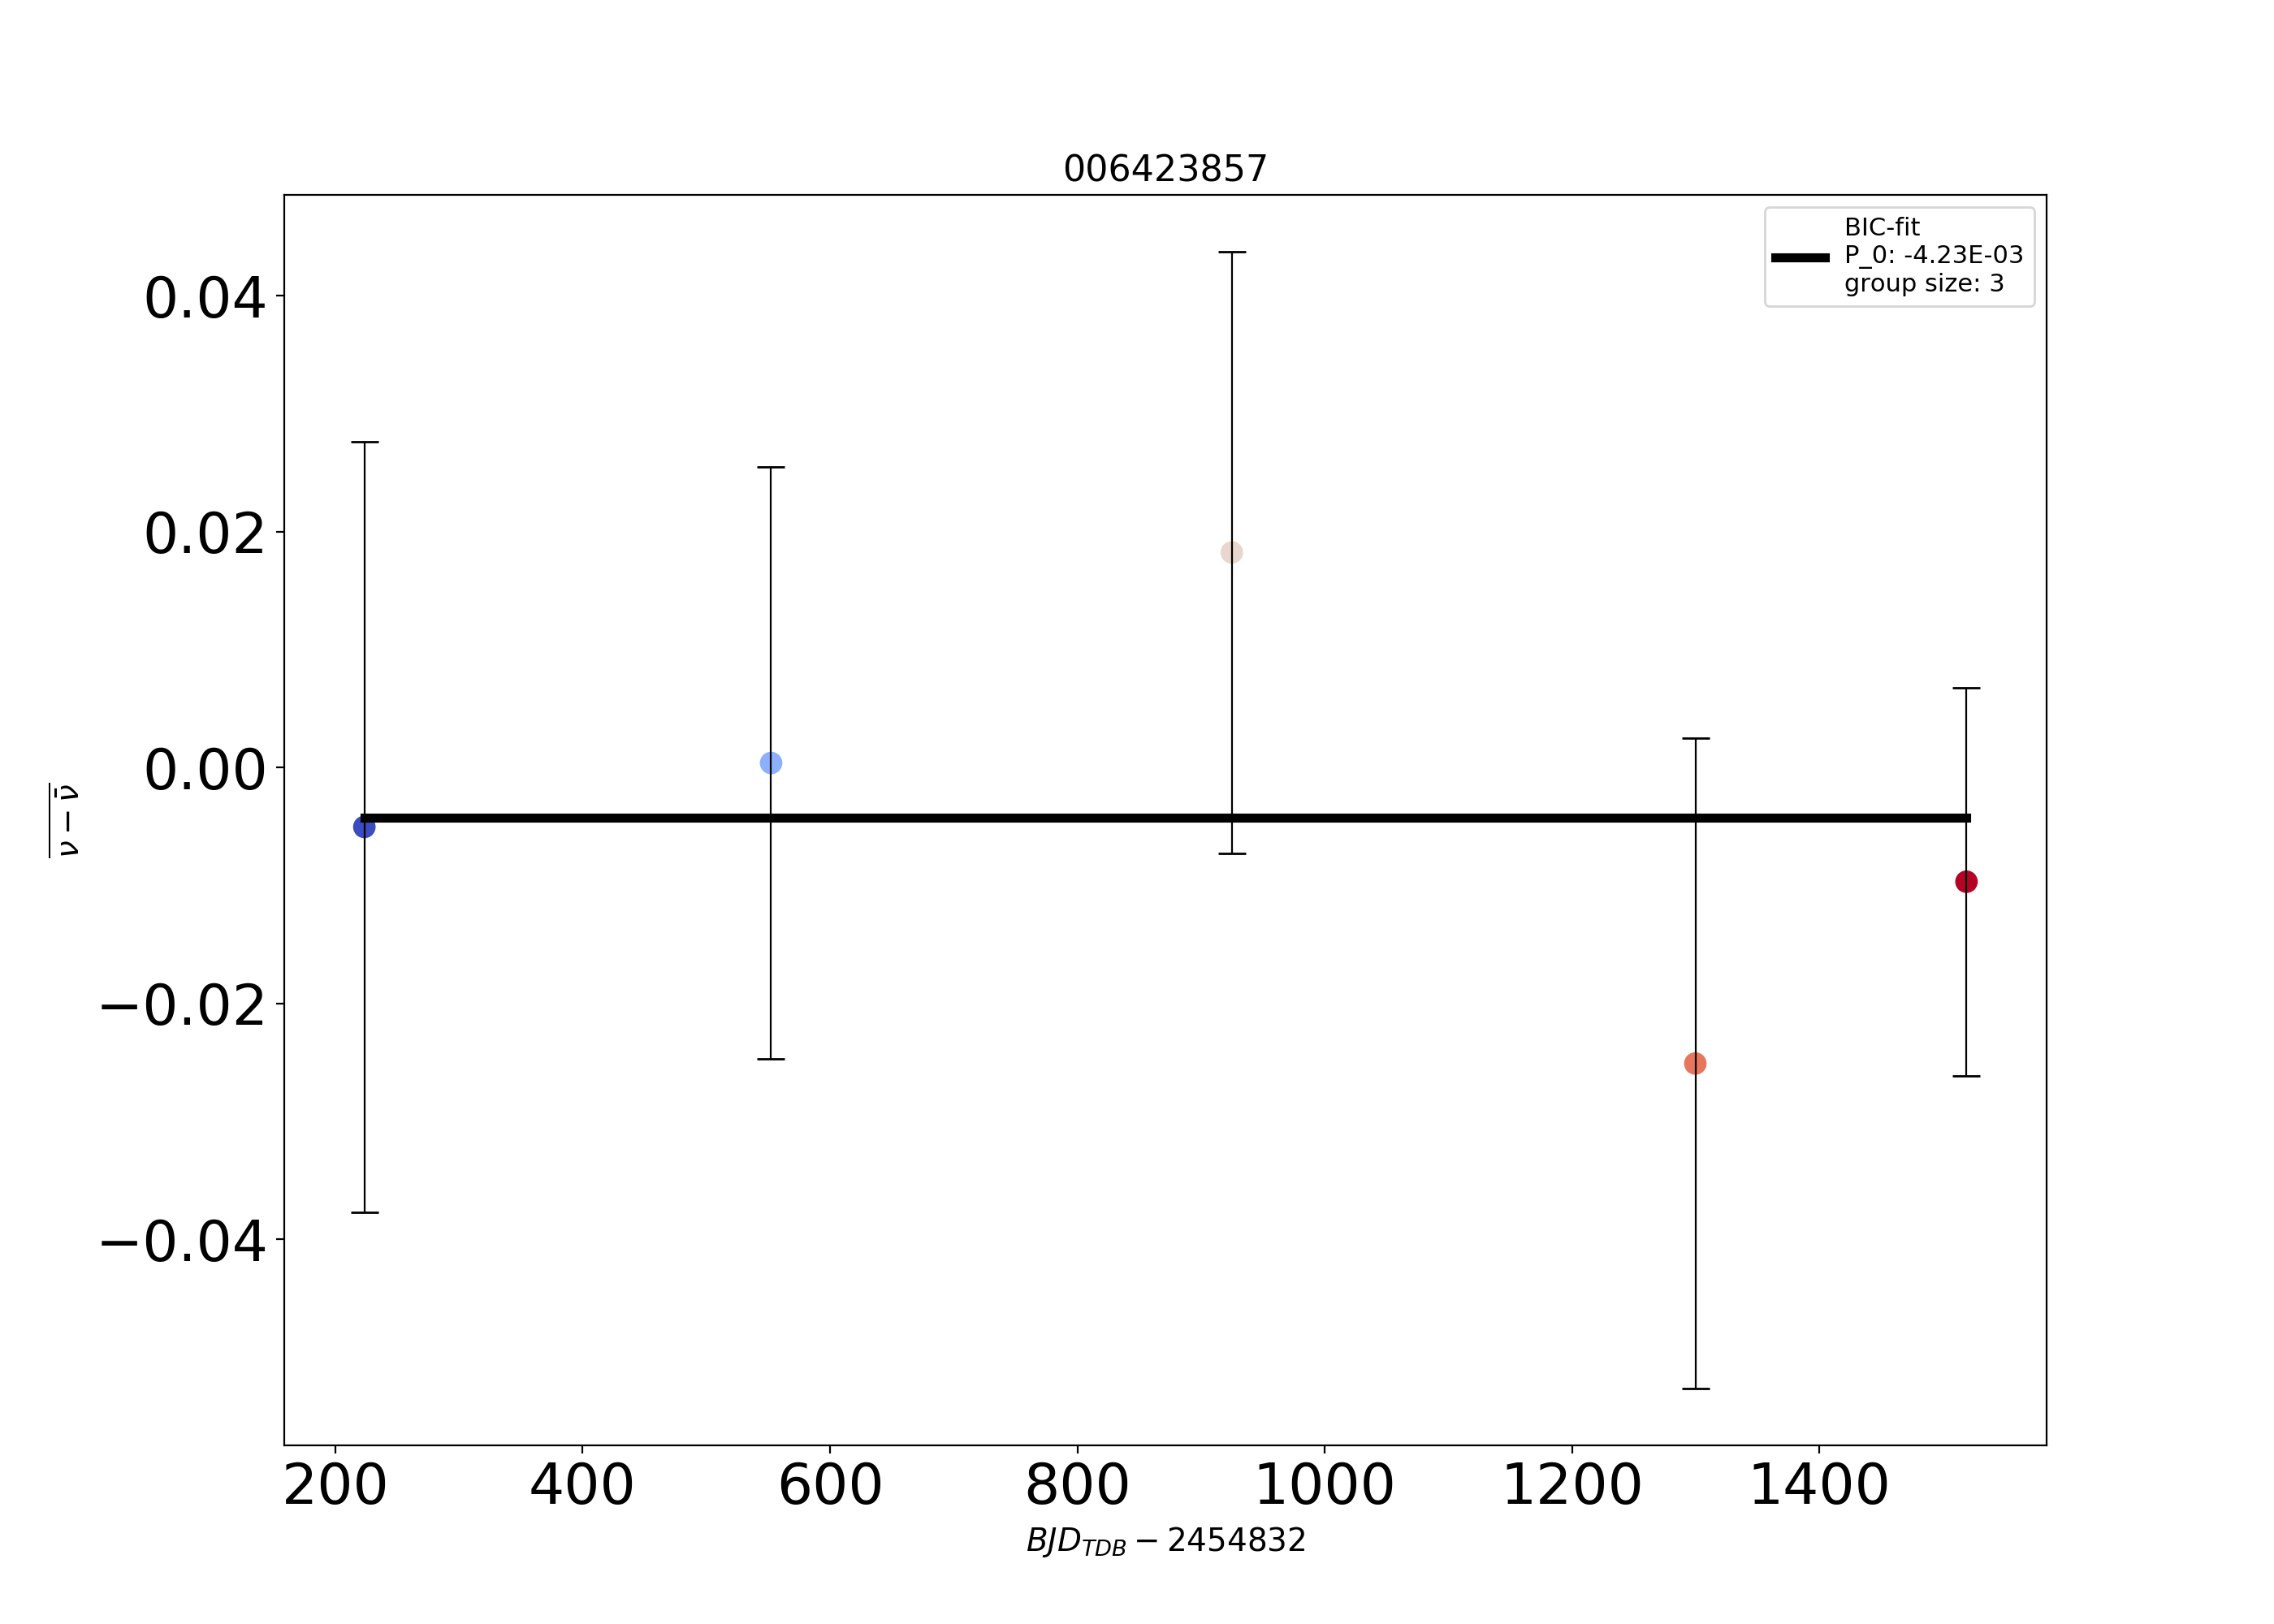 006423857
BIC-fit
P_0: -4.23E-03
group size: 3
0.04
0.02
0.00
−0.02
−0.04
ν − ν̄
200 400 600 800 1000 1200 1400
BJD_TDB − 2454832